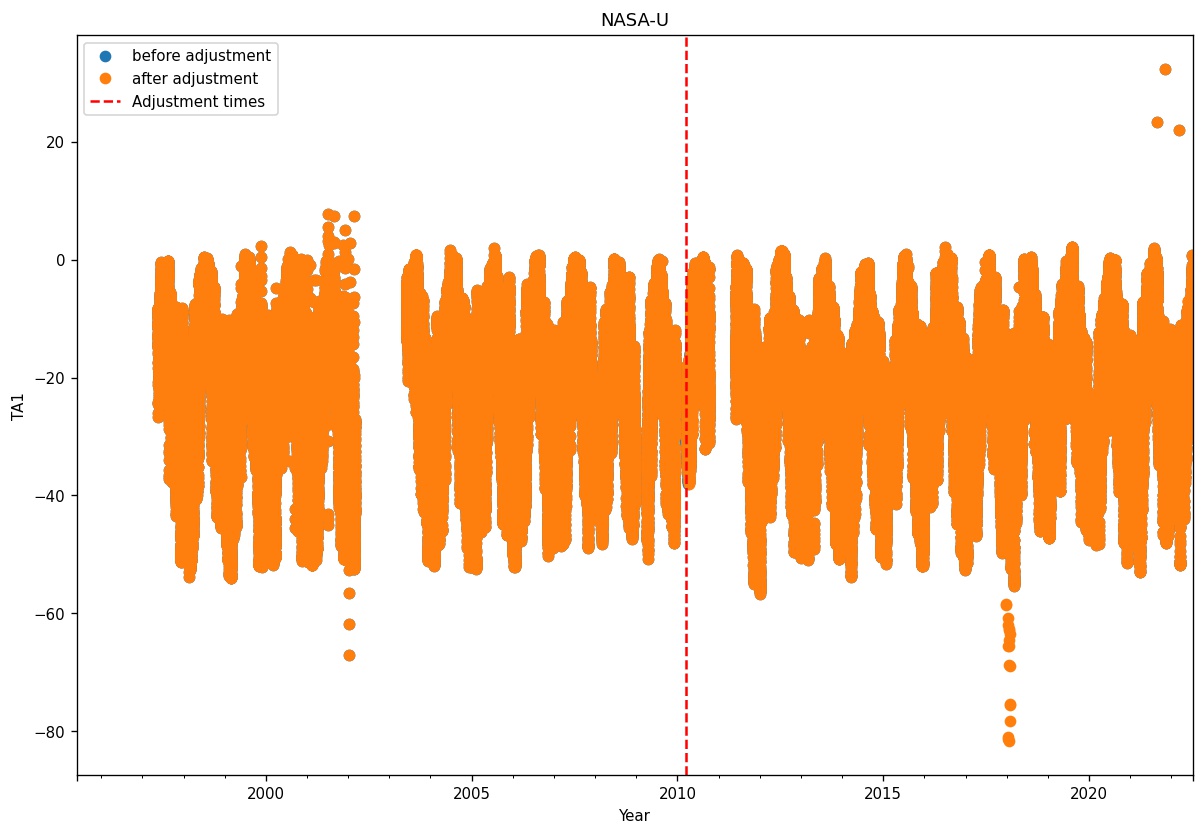 NASA-U
before adjustment
after adjustment
Adjustment times
TA1
20
0
−20
−40
−60
−80
2000 2005 2010 2015 2020
Year